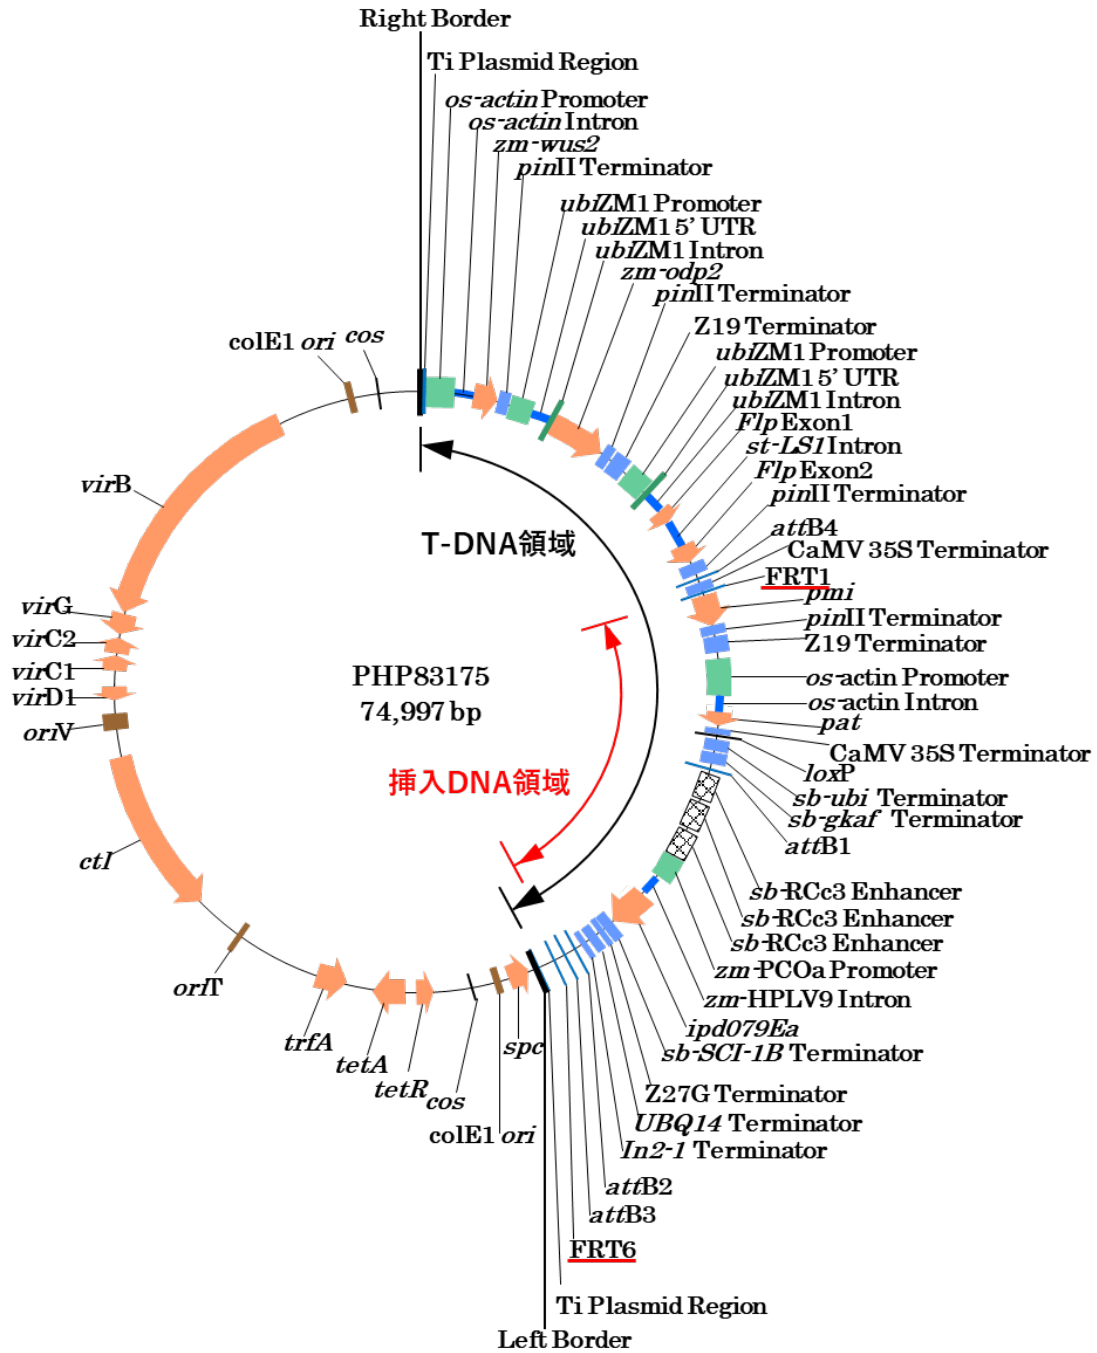 Right Border
Ti Plasmid Region
os-actin Promoter
os-actin Intron
zm-wus2
pinII Terminator
ubiZM1 Promoter
ubiZM1 5’ UTR
ubiZM1 Intron
zm-odp2
pinII Terminator
Z19 Terminator
ubiZM1 Promoter
ubiZM1 5’ UTR
ubiZM1 Intron
Flp Exon1
st-LS1 Intron
Flp Exon2
pinII Terminator
attB4
CaMV 35S Terminator
FRT1
pmi
pinII Terminator
Z19 Terminator
os-actin Promoter
os-actin Intron
pat
CaMV 35S Terminator
loxP
sb-ubi Terminator
sb-gkaf Terminator
attB1
sb-RCc3 Enhancer
sb-RCc3 Enhancer
sb-RCc3 Enhancer
zm-PCOa Promoter
zm-HPLV9 Intron
ipd079Ea
sb-SCI-1B Terminator
Z27G Terminator
UBQ14 Terminator
In2-1 Terminator
attB2
attB3
FRT6
Ti Plasmid Region
Left Border
spc
colE1 ori
cos
tetR
tetA
trfA
oriT
ctI
oriV
virD1
virC1
virC2
virG
virB
colE1 ori
cos
T-DNA領域
PHP83175
74,997 bp
挿入DNA領域